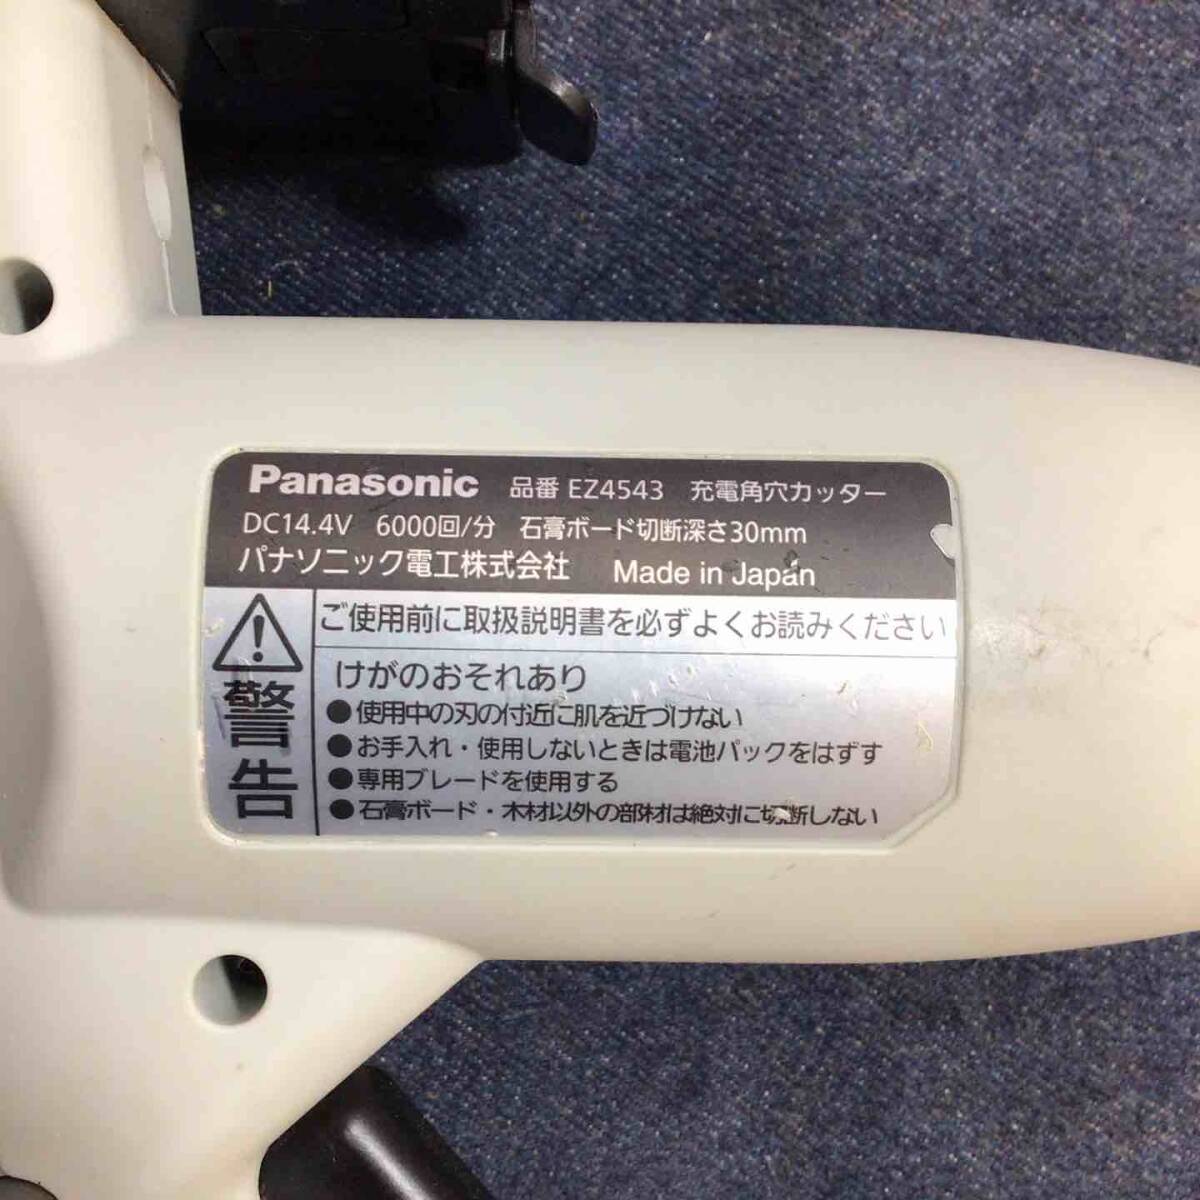 Panasonic 品番 EZ4543 充電角穴カッター
DC14.4V 6000回/分 石膏ボード切断深さ30mm
パナソニック電工株式会社 Made in Japan
警告
ご使用前に取扱説明書を必ずよくお読みください
けがのおそれあり
●使用中の刃の付近に肌を近づけない
●お手入れ・使用しないときは電池パックをはずす
●専用ブレードを使用する
●石膏ボード・木材以外の部材は絶対に切断しない